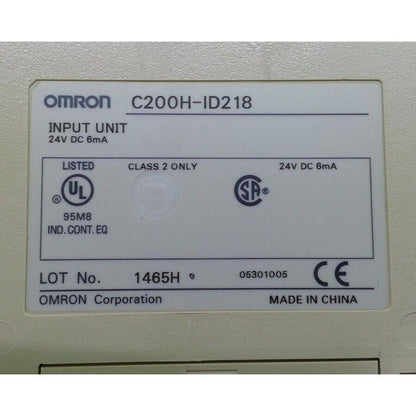 OMRON C200H-ID218
INPUT UNIT
24V DC 6mA
LISTED CLASS 2 ONLY 24V DC 6mA
UL ® SA ®
95M8
IND.CONT.EQ
LOT No. 1465H 05301005 CE
OMRON Corporation MADE IN CHINA